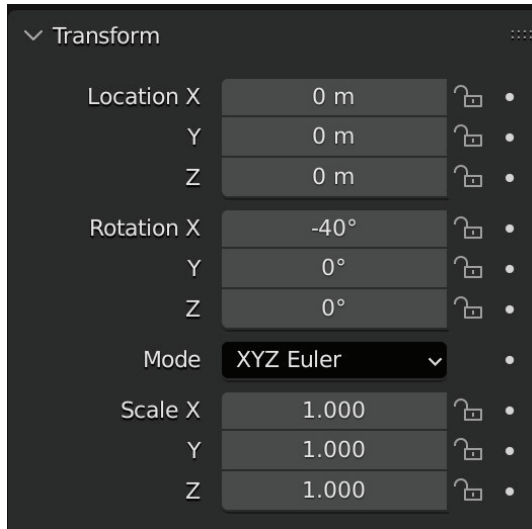 Transform
Location X 0 m
Y 0 m
Z 0 m
Rotation X -40°
Y 0°
Z 0°
Mode XYZ Euler
Scale X 1.000
Y 1.000
Z 1.000